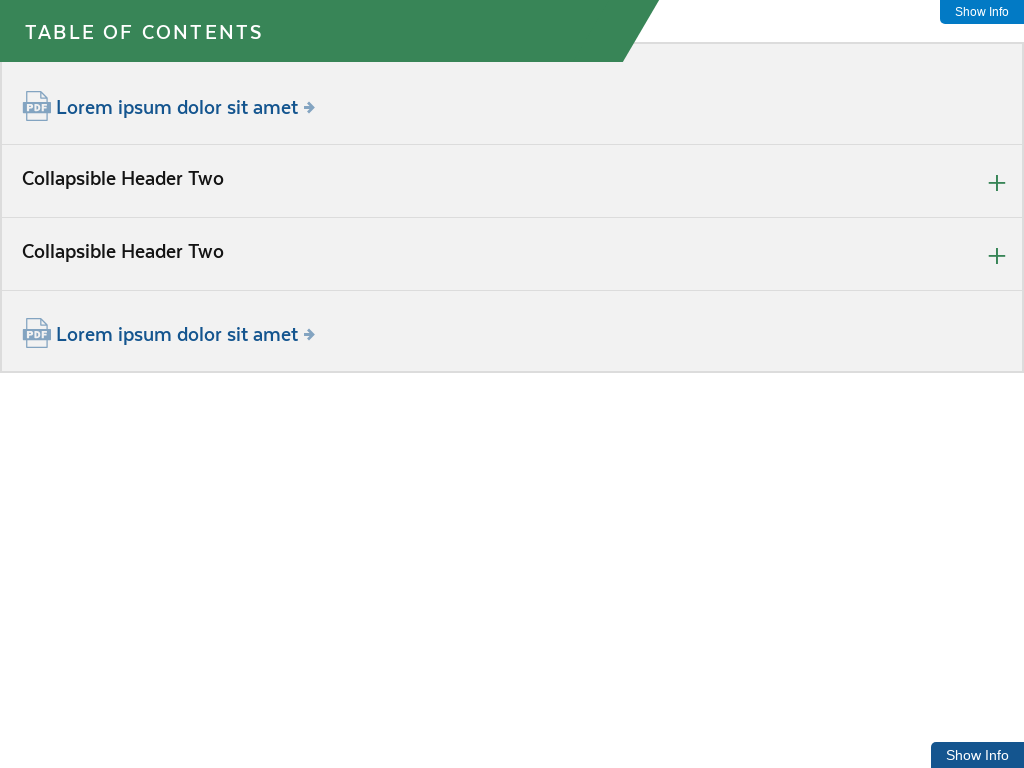 TABLE OF CONTENTS
Show Info
PDF Lorem ipsum dolor sit amet
Collapsible Header Two
Collapsible Header Two
PDF Lorem ipsum dolor sit amet
Show Info